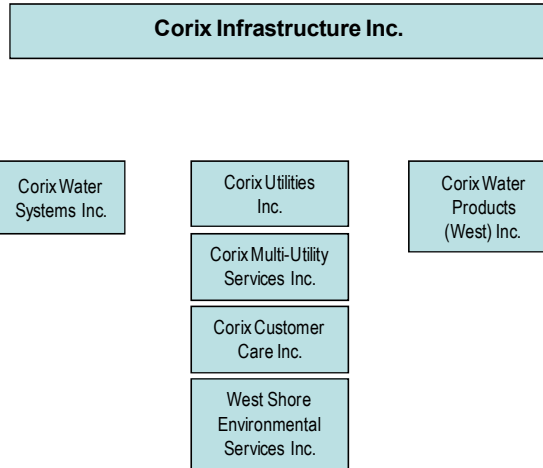 Corix Infrastructure Inc.
Corix Water
Systems Inc.
Corix Utilities
Inc.
Corix Multi-Utility
Services Inc.
Corix Customer
Care Inc.
West Shore
Environmental
Services Inc.
Corix Water
Products
(West) Inc.